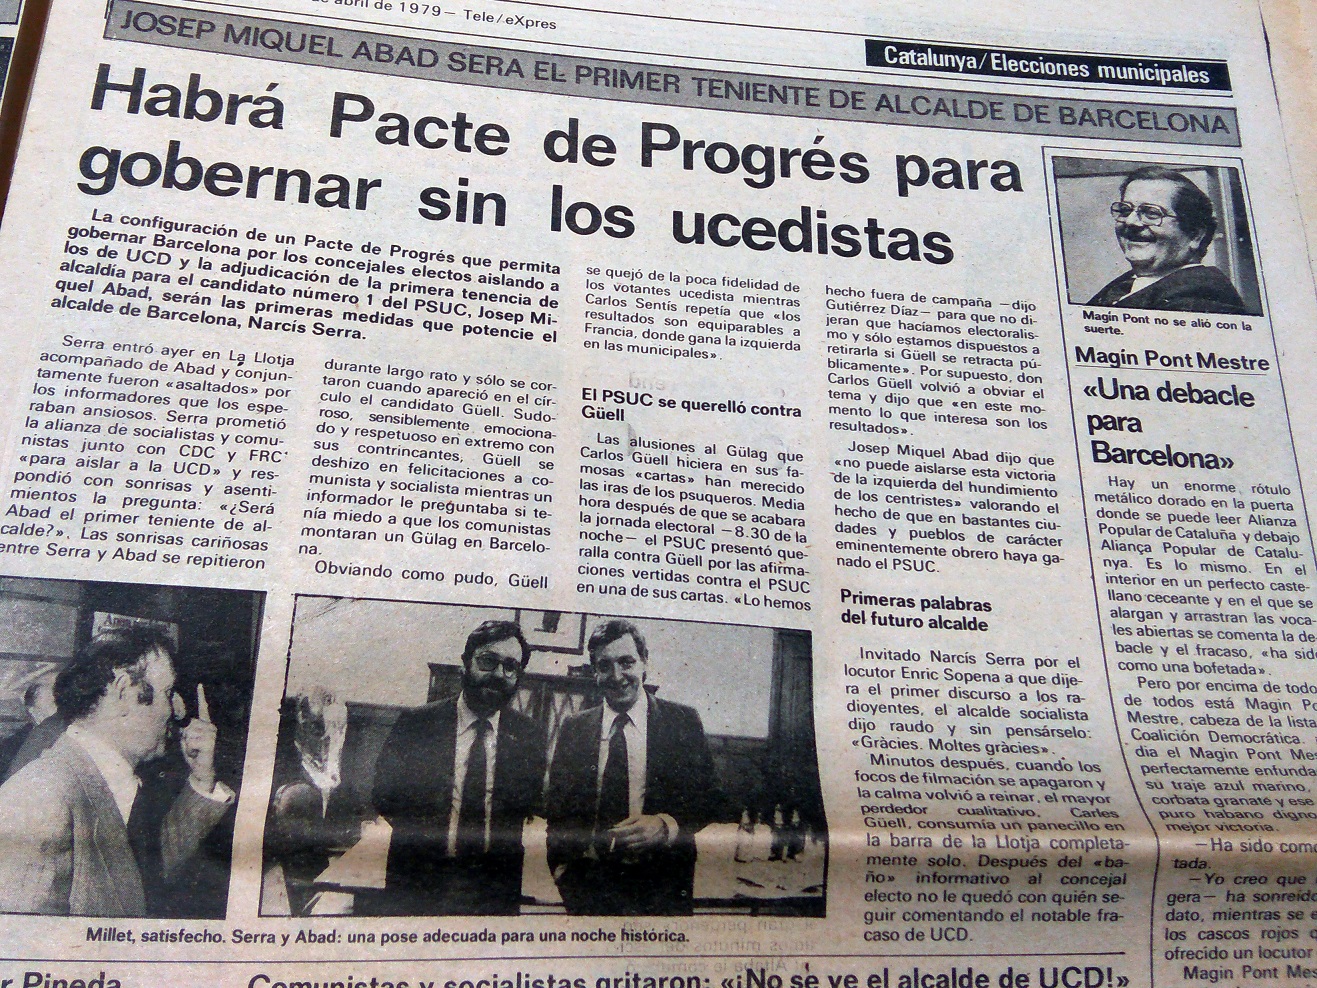 abril de 1979 — Tele/eXpres
Catalunya/Elecciones municipales
JOSEP MIQUEL ABAD SERA EL PRIMER TENIENTE DE ALCALDE DE BARCELONA
Habrá Pacte de Progrés para
gobernar sin los ucedistas
La configuración de un Pacte de Progrés que permita
gobernar Barcelona por los concejales electos aislando a
los de UCD y la adjudicación de la primera tenencia de
alcaldía para el candidato número 1 del PSUC, Josep Mi-
quel Abad, serán las primeras medidas que potencie el
alcalde de Barcelona, Narcís Serra.
Serra entró ayer en La Llotja
acompañado de Abad y conjun-
tamente fueron «asaltados» por
los informadores que los espe-
raban ansiosos. Serra prometió
la alianza de socialistas y comu-
nistas junto con CDC y FRC
«para aislar a la UCD» y res-
pondió con sonrisas y asenti-
mientos la pregunta: «¿Será
Abad el primer teniente de al-
calde?». Las sonrisas cariñosas
entre Serra y Abad se repitieron
durante largo rato y sólo se cor-
taron cuando apareció en el cír-
culo el candidato Güell. Sudo-
roso, sensiblemente emociona-
do y respetuoso en extremo con
sus contrincantes, Güell se
deshizo en felicitaciones a co-
munista y socialista mientras un
informador le preguntaba si te-
nía miedo a que los comunistas
montaran un Gülag en Barcelo-
na.
Obviando como pudo, Güell
se quejó de la poca fidelidad de
los votantes ucedista mientras
Carlos Sentís repetía que «los
resultados son equiparables a
Francia, donde gana la izquierda
en las municipales».
El PSUC se querelló contra
Güell
Las alusiones al Gülag que
Carlos Güell hiciera en sus fa-
mosas «cartas» han merecido
las iras de los psuqueros. Media
hora después de que se acabara
la jornada electoral —8.30 de la
noche— el PSUC presentó que-
ralla contra Güell por las afirma-
ciones vertidas contra el PSUC
en una de sus cartas. «Lo hemos
hecho fuera de campaña —dijo
Gutiérrez Díaz— para que no di-
jeran que hacíamos electoralis-
mo y sólo estamos dispuestos a
retirarla si Güell se retracta pú-
blicamente». Por supuesto, don
Carlos Güell volvió a obviar el
tema y dijo que «en este mo-
mento lo que interesa son los
resultados».
Josep Miquel Abad dijo que
«no puede aislarse esta victoria
de la izquierda del hundimiento
de los centristes» valorando el
hecho de que en bastantes ciu-
dades y pueblos de carácter
eminentemente obrero haya ga-
nado el PSUC.
Primeras palabras
del futuro alcalde
Invitado Narcís Serra por el
locutor Enric Sopena a que dije-
ra el primer discurso a los ra-
dioyentes, el alcalde socialista
dijo raudo y sin pensárselo:
«Gràcies. Moltes gràcies».
Minutos después, cuando los
focos de filmación se apagaron y
la calma volvió a reinar, el mayor
perdedor cualitativo, Carles
Güell, consumía un panecillo en
la barra de la Llotja completa-
mente solo. Después del «ba-
ño» informativo al concejal
electo no le quedó con quién se-
guir comentando el notable fra-
caso de UCD.
Magín Pont no se alió con la
suerte.
Magín Pont Mestre
«Una debacle
para
Barcelona»
Hay un enorme rótulo
metálico dorado en la puerta
donde se puede leer Alianza
Popular de Cataluña y debajo
Aliança Popular de Catalu-
nya. Es lo mismo. En el
interior en un perfecto caste-
llano ceceante y en el que se
alargan y arrastran las voca-
les abiertas se comenta la de-
bacle y el fracaso, «ha sido
como una bofetada».
Pero por encima de todo
de todos está Magín Po
Mestre, cabeza de la lista
Coalición Democrática.
dia el Magín Pont Mes
perfectamente enfunda
su traje azul marino,
corbata granate y ese
puro habano digno
mejor victoria.
—Ha sido como
tada.
—Yo creo que
gera— ha sonreído
dato, mientras se
los cascos rojos
ofrecido un locutor
Magín Pont Mes
Millet, satisfecho. Serra y Abad: una pose adecuada para una noche histórica.
r Pineda
Comunistas y socialistas gritaron: «¡No se ve el alcalde de UCD!»